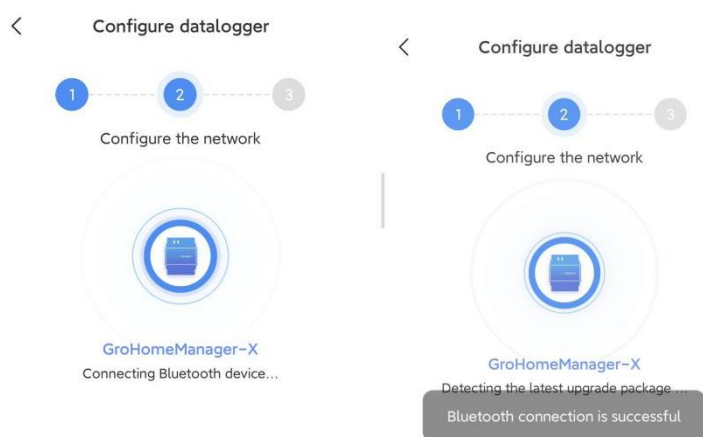 Configure datalogger
1
2
3
Configure the network
GroHomeManager-X
Connecting Bluetooth device...
Configure datalogger
1
2
3
Configure the network
GroHomeManager-X
Detecting the latest upgrade package ...
Bluetooth connection is successful